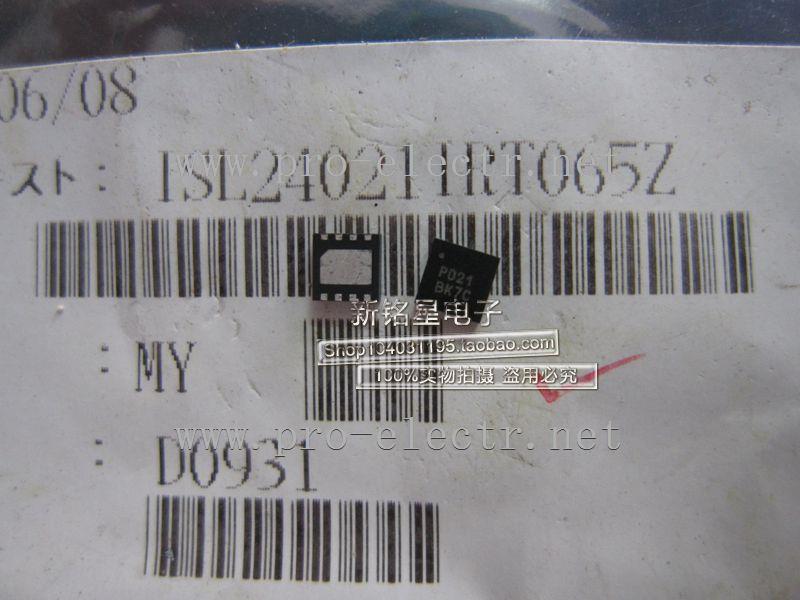 06/08
www.pro-electr.net
スト: ISL24021IRT065Z
P021
BK7C
新铭星电子
Shop104031195.taobao.com
: MY
100%实物拍摄 盗用必究
www.pro-electr.net
: D0931